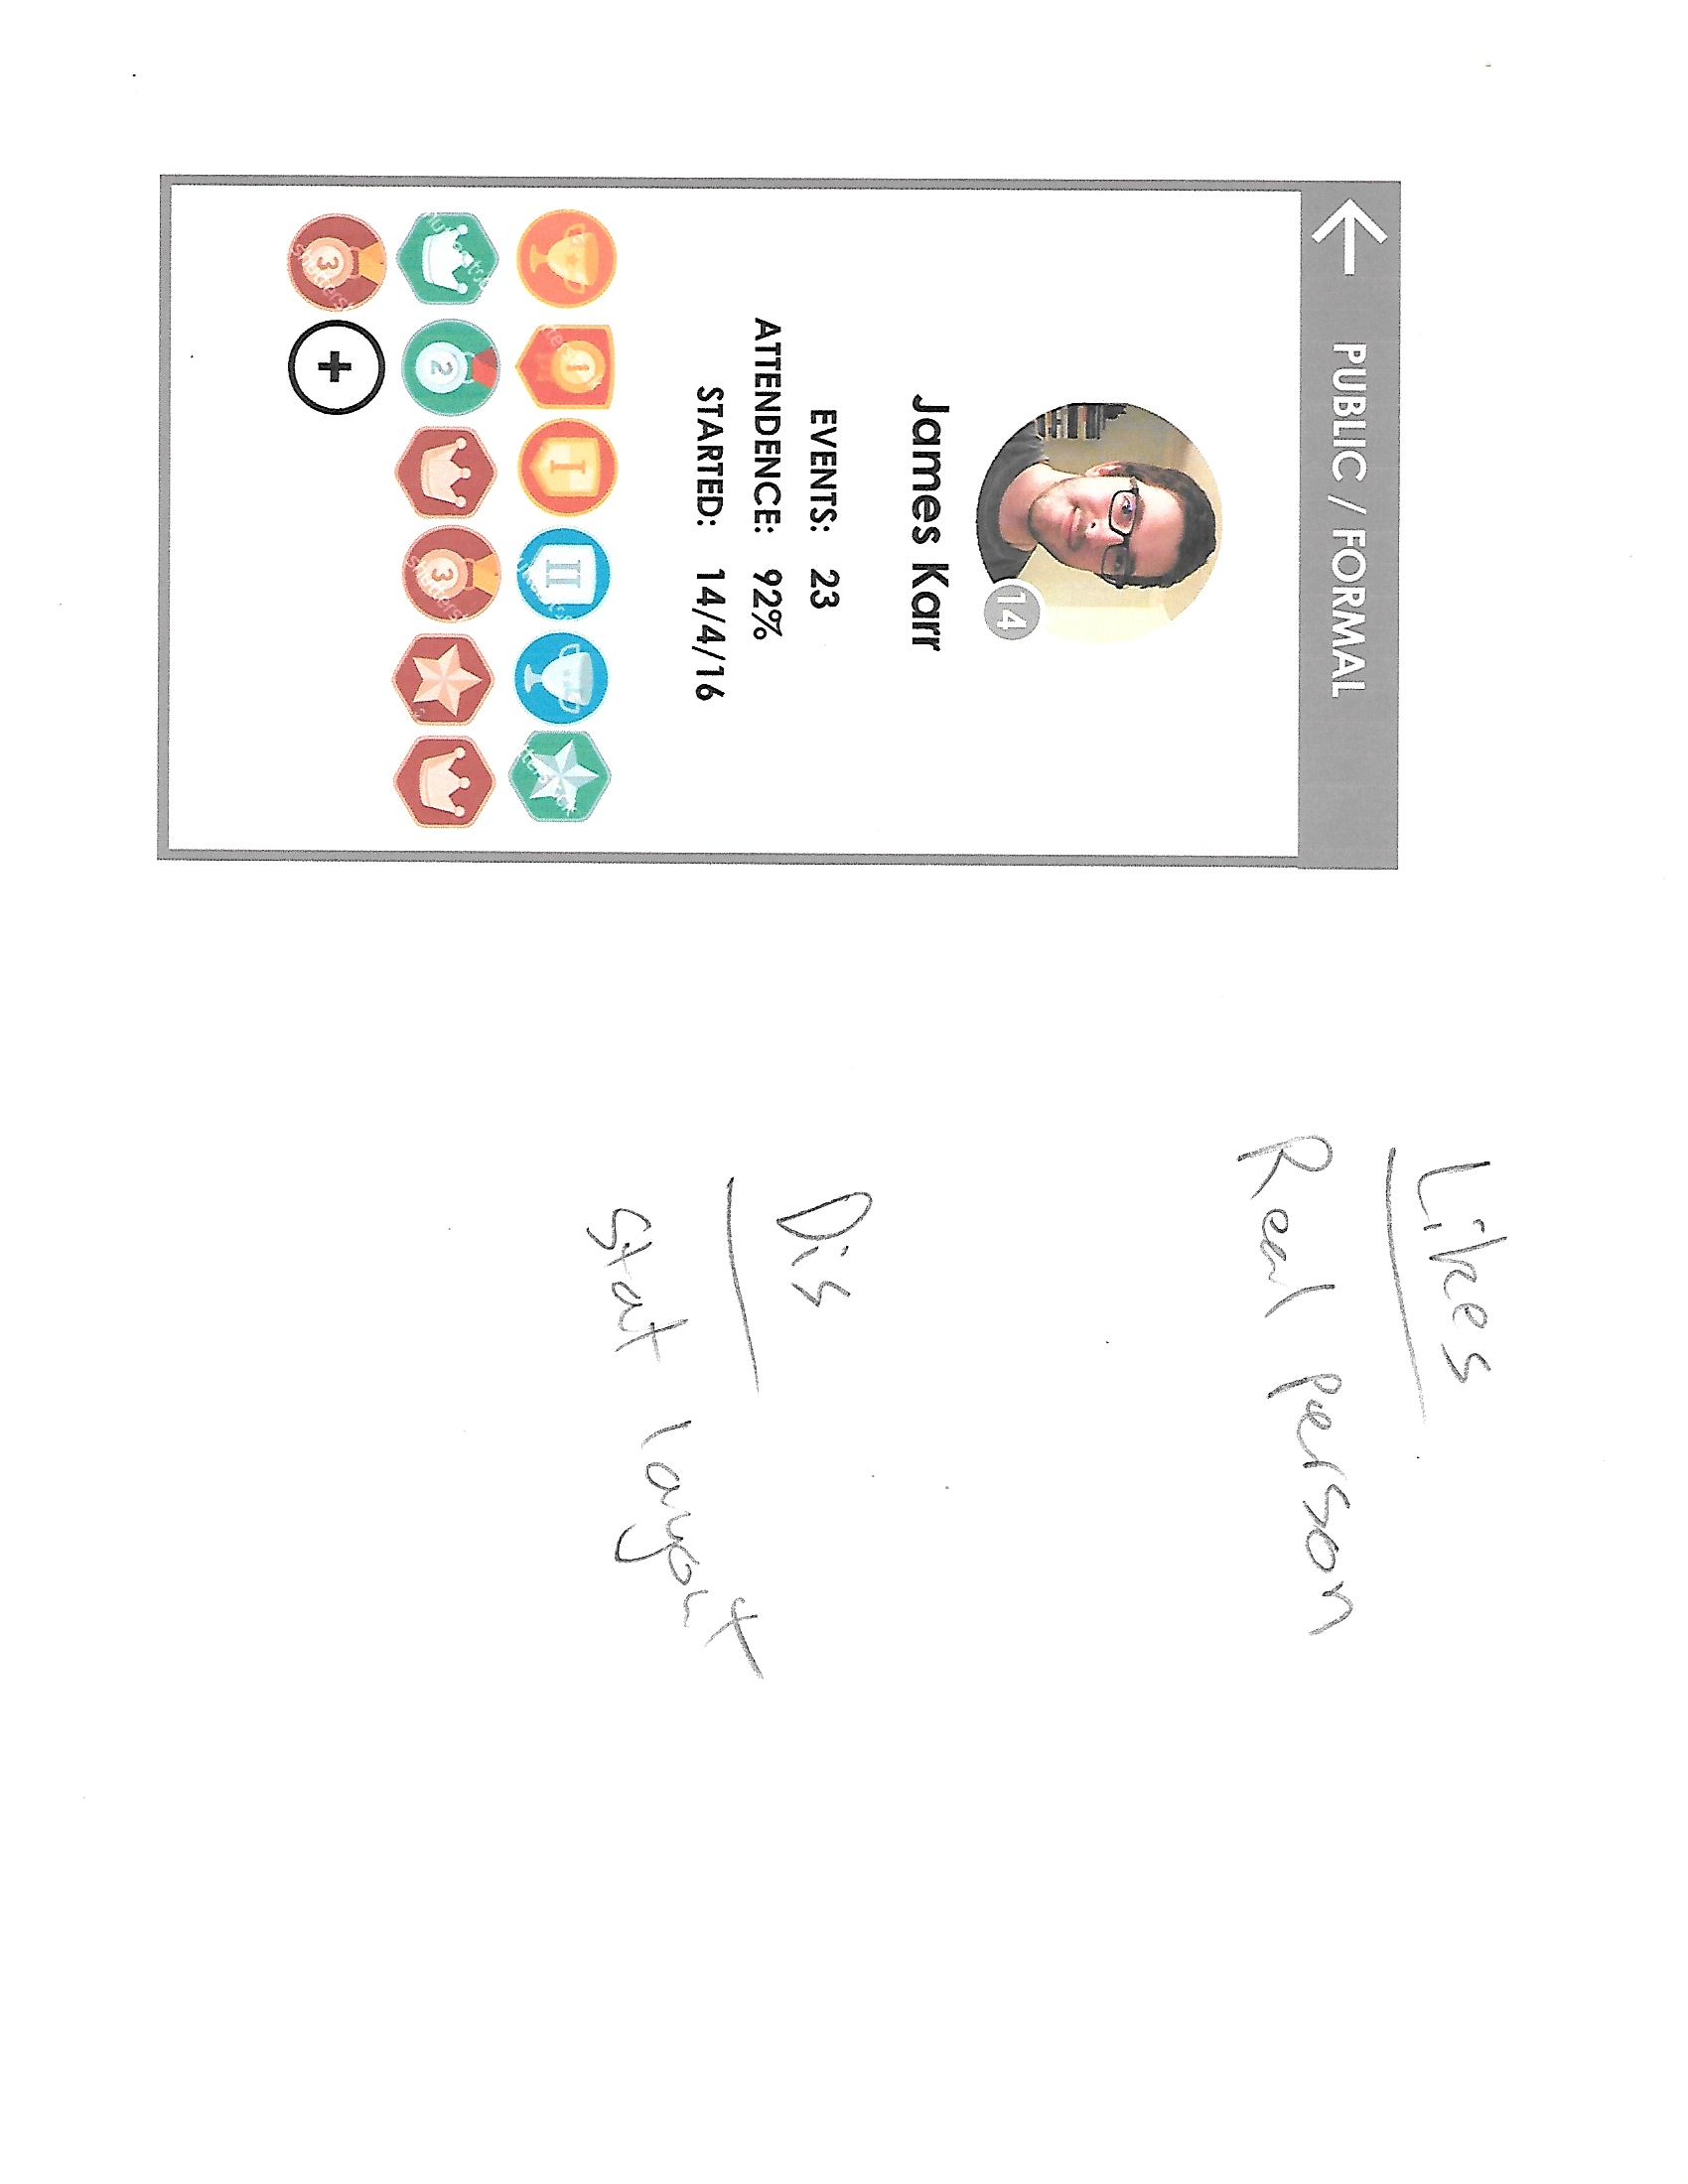 PUBLIC / FORMAL
14
James Karr
EVENTS: 23
ATTENDENCE: 92%
STARTED: 14/4/16
1 I II
2 3
3 +
Likes
Real person
Dis
Stat layout